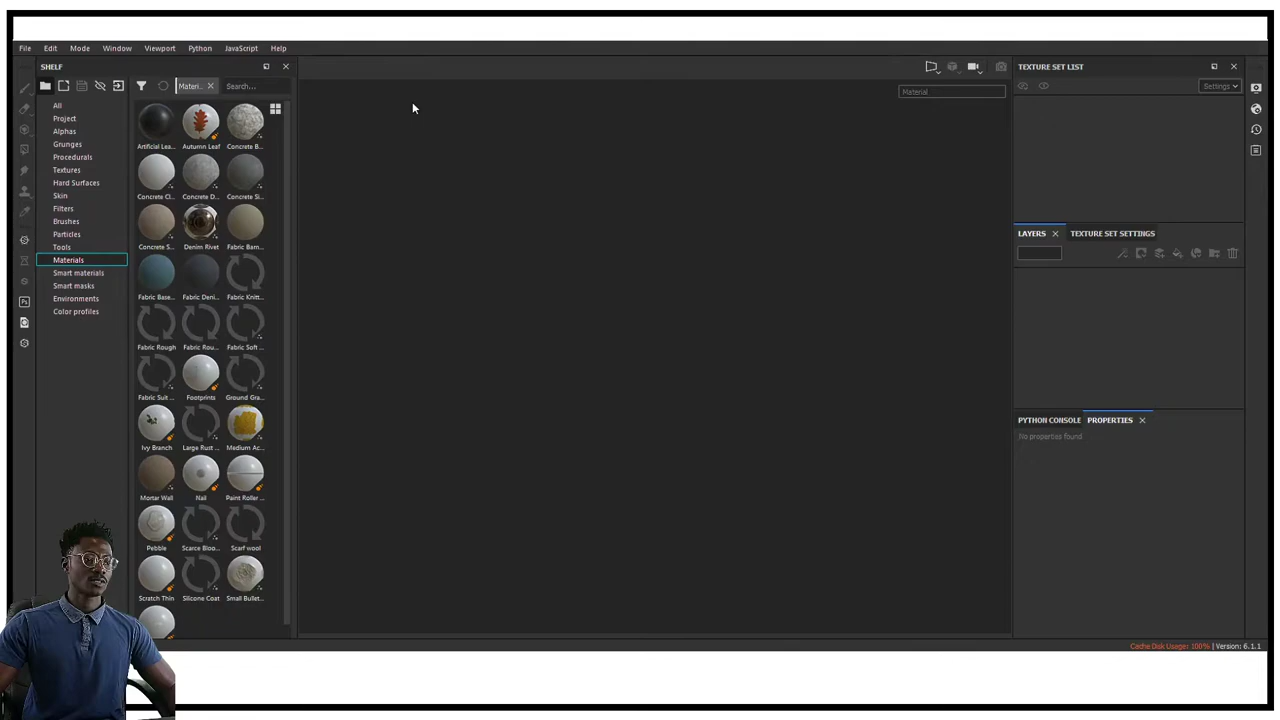 File Edit Mode Window Viewport Python JavaScript Help
SHELF
Materi... Search...
All
Project
Alphas
Grunges
Procedurals
Textures
Hard Surfaces
Skin
Filters
Brushes
Particles
Tools
Materials
Smart materials
Smart masks
Environments
Color profiles
Artificial Lea... Autumn Leaf Concrete B...
Concrete Cl... Concrete D... Concrete Si...
Concrete S... Denim Rivet Fabric Bam...
Fabric Base... Fabric Deni... Fabric Knitt...
Fabric Rough Fabric Rou... Fabric Soft ...
Fabric Suit ... Footprints Ground Gra...
Ivy Branch Large Rust ... Medium Ac...
Mortar Wall Nail Paint Roller ...
Pebble Scarce Bloo... Scarf wool
Scratch Thin Silicone Coat Small Bullet...
Material
TEXTURE SET LIST
Settings
LAYERS TEXTURE SET SETTINGS
PYTHON CONSOLE PROPERTIES
No properties found
Ps
Cache Disk Usage: 100% | Version: 6.1.1